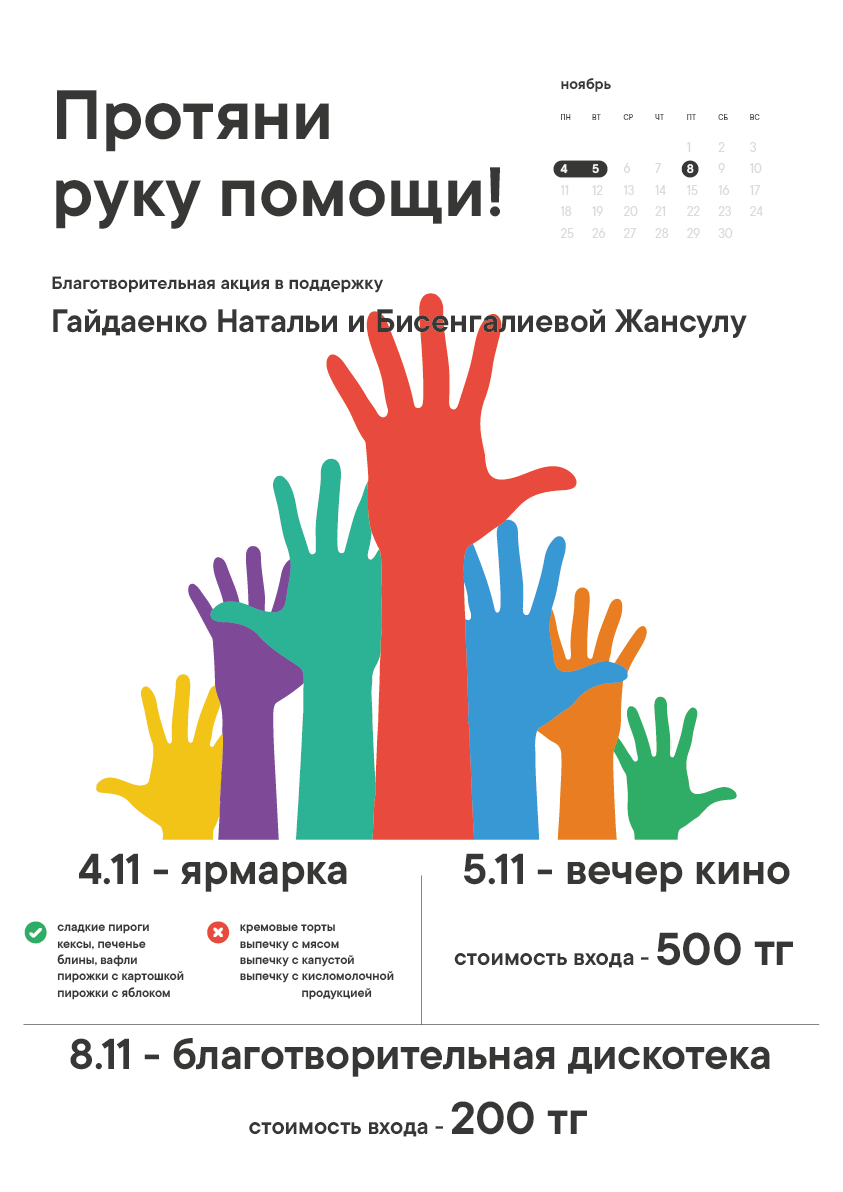 Протяни
руку помощи!
ноябрь
ПН ВТ СР ЧТ ПТ СБ ВС
1 2 3
4 5 6 7 8 9 10
11 12 13 14 15 16 17
18 19 20 21 22 23 24
25 26 27 28 29 30
Благотворительная акция в поддержку
Гайдаенко Натальи и Бисенгалиевой Жансулу
4.11 - ярмарка
сладкие пироги
кексы, печенье
блины, вафли
пирожки с картошкой
пирожки с яблоком
кремовые торты
выпечку с мясом
выпечку с капустой
выпечку с кисломолочной
продукцией
5.11 - вечер кино
стоимость входа - 500 тг
8.11 - благотворительная дискотека
стоимость входа - 200 тг